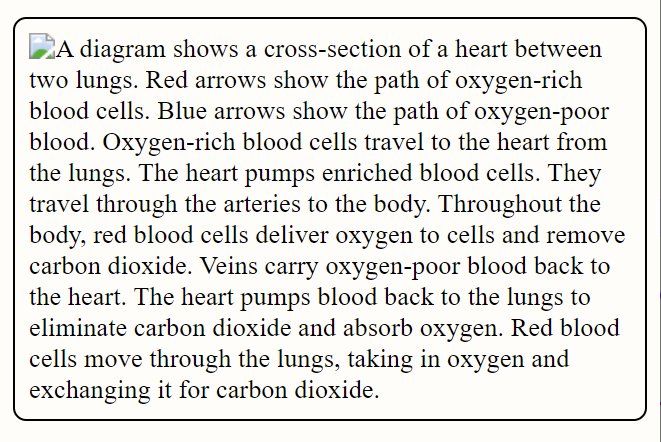 A diagram shows a cross-section of a heart between
two lungs. Red arrows show the path of oxygen-rich
blood cells. Blue arrows show the path of oxygen-poor
blood. Oxygen-rich blood cells travel to the heart from
the lungs. The heart pumps enriched blood cells. They
travel through the arteries to the body. Throughout the
body, red blood cells deliver oxygen to cells and remove
carbon dioxide. Veins carry oxygen-poor blood back to
the heart. The heart pumps blood back to the lungs to
eliminate carbon dioxide and absorb oxygen. Red blood
cells move through the lungs, taking in oxygen and
exchanging it for carbon dioxide.